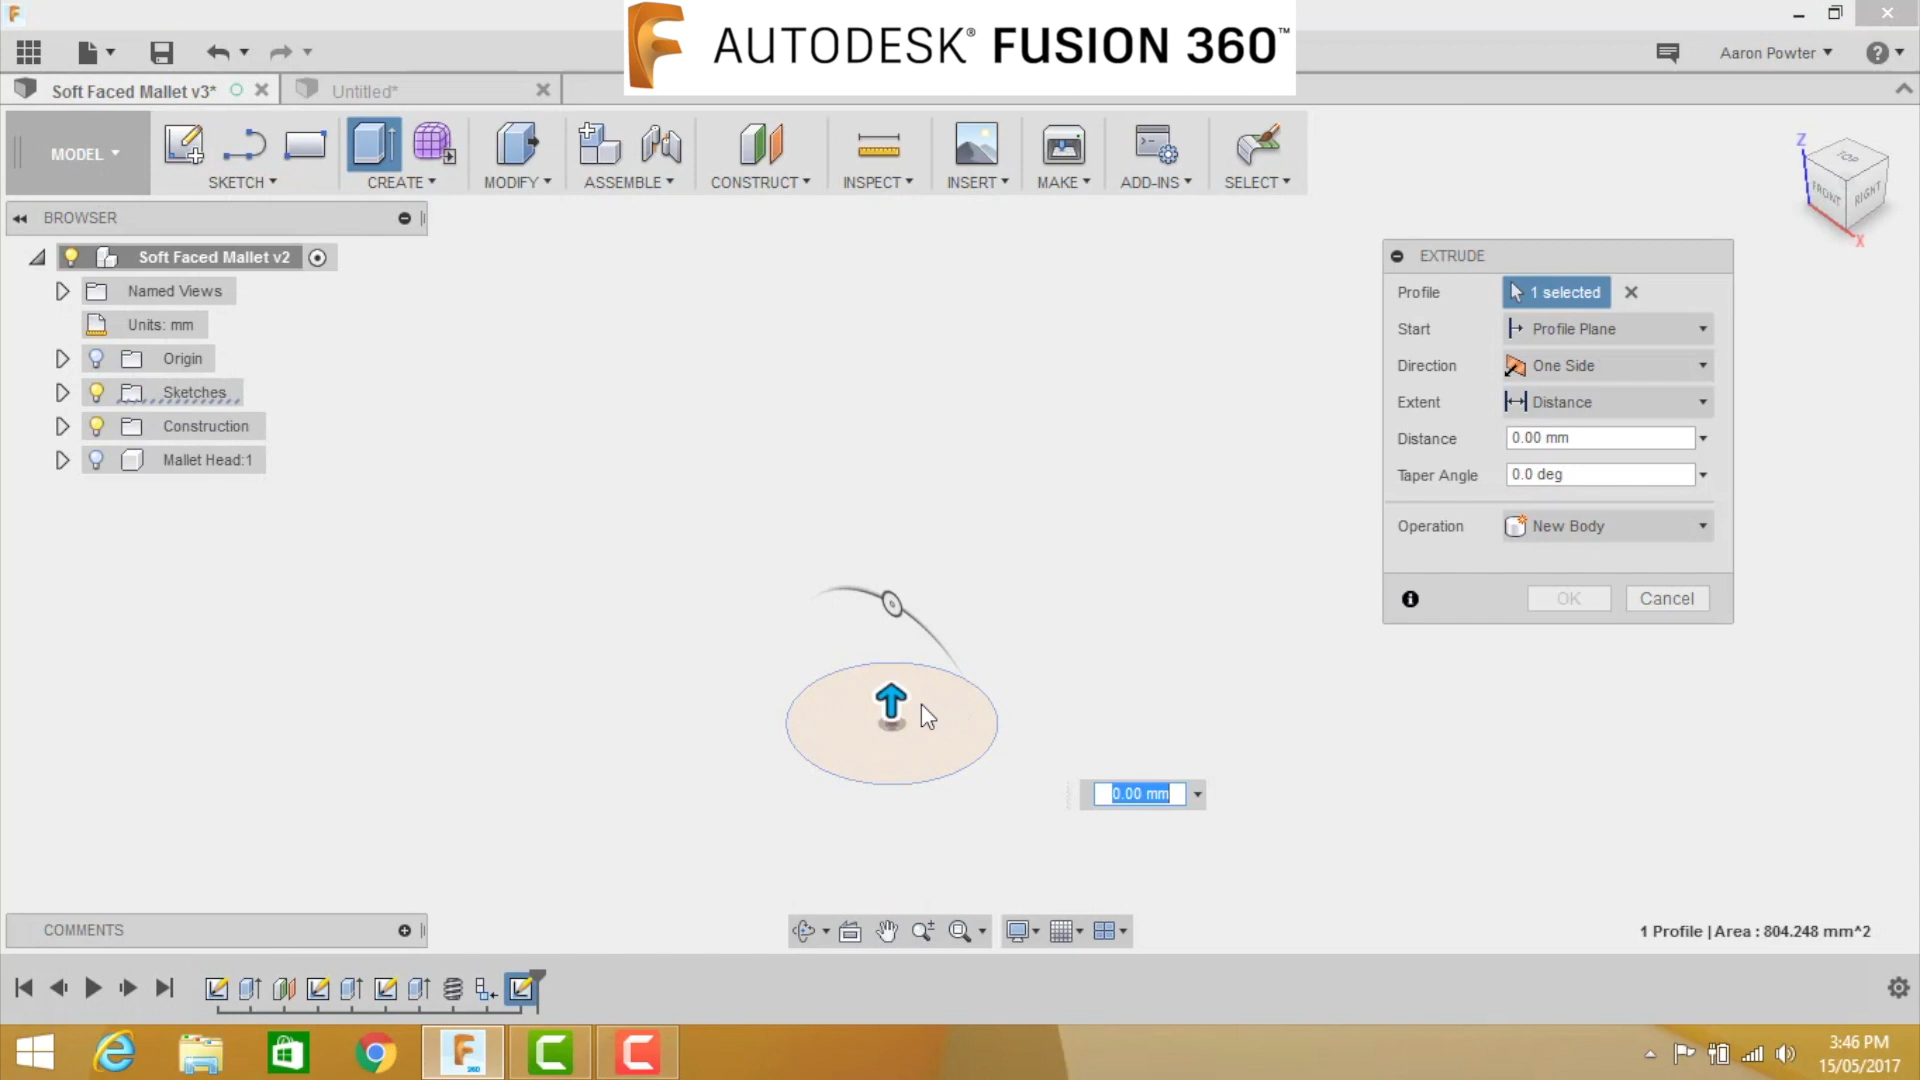 AUTODESK® FUSION 360™
Aaron Powter
Soft Faced Mallet v3*
Untitled*
MODEL
SKETCH
CREATE
MODIFY
ASSEMBLE
CONSTRUCT
INSPECT
INSERT
MAKE
ADD-INS
SELECT
TOP
FRONT
RIGHT
Z
X
BROWSER
Soft Faced Mallet v2
Named Views
Units: mm
Origin
Sketches
Construction
Mallet Head:1
EXTRUDE
Profile 1 selected
Start Profile Plane
Direction One Side
Extent Distance
Distance 0.00 mm
Taper Angle 0.0 deg
Operation New Body
OK Cancel
0.00 mm
COMMENTS
1 Profile | Area : 804.248 mm^2
360
3:46 PM
15/05/2017